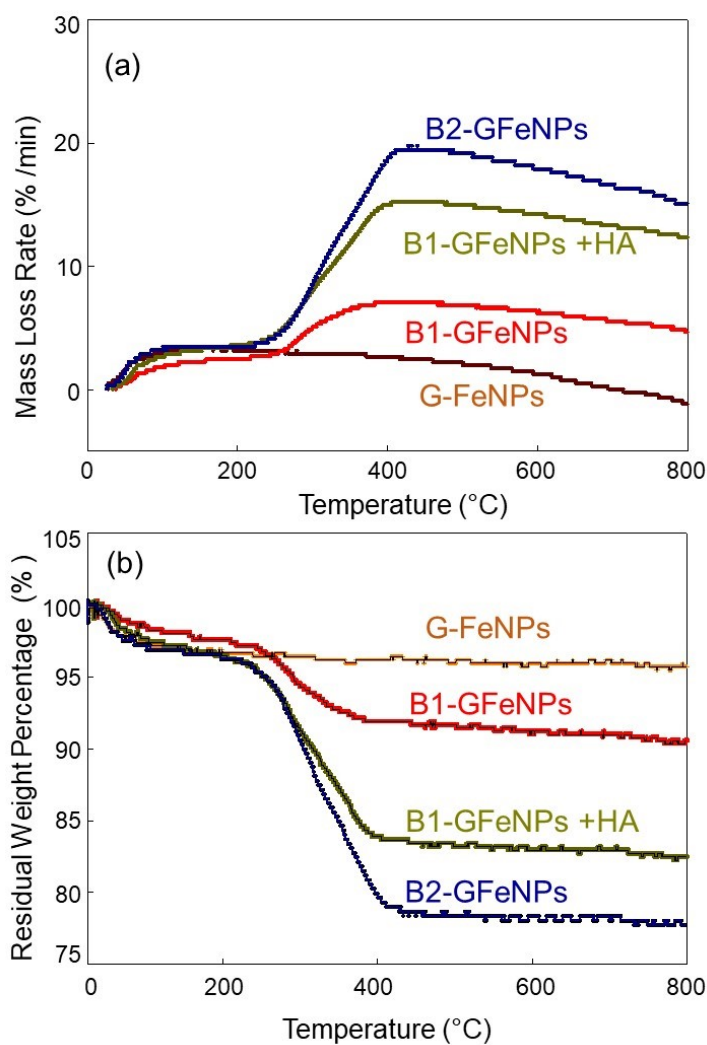 30
(a)
B2-GFeNPs
20
Mass Loss Rate (% /min)
B1-GFeNPs +HA
10
B1-GFeNPs
G-FeNPs
0
0 200 400 600 800
Temperature (°C)
105
(b)
100
G-FeNPs
95
B1-GFeNPs
Residual Weight Percentage (%)
90
85
B1-GFeNPs +HA
80
B2-GFeNPs
75
0 200 400 600 800
Temperature (°C)